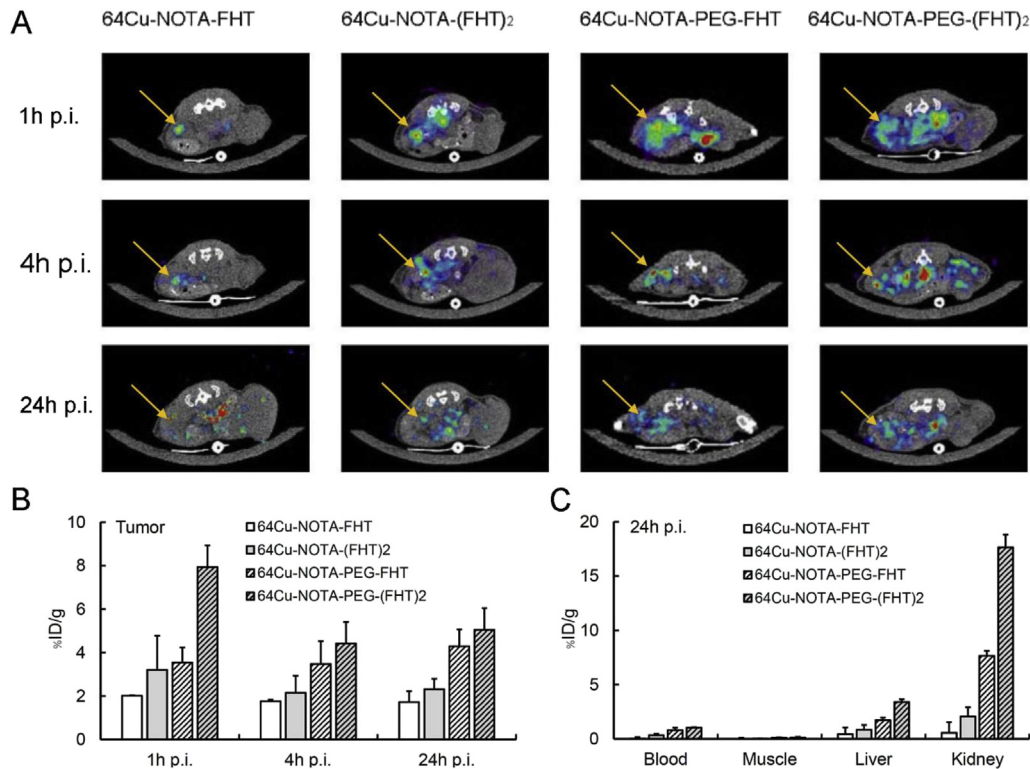 A
64Cu-NOTA-FHT 64Cu-NOTA-(FHT)2 64Cu-NOTA-PEG-FHT 64Cu-NOTA-PEG-(FHT)2
1h p.i.
4h p.i.
24h p.i.
B
Tumor
64Cu-NOTA-FHT
64Cu-NOTA-(FHT)2
64Cu-NOTA-PEG-FHT
64Cu-NOTA-PEG-(FHT)2
%ID/g
10
8
6
4
2
0
1h p.i. 4h p.i. 24h p.i.
C
24h p.i.
64Cu-NOTA-FHT
64Cu-NOTA-(FHT)2
64Cu-NOTA-PEG-FHT
64Cu-NOTA-PEG-(FHT)2
%ID/g
20
15
10
5
0
Blood Muscle Liver Kidney